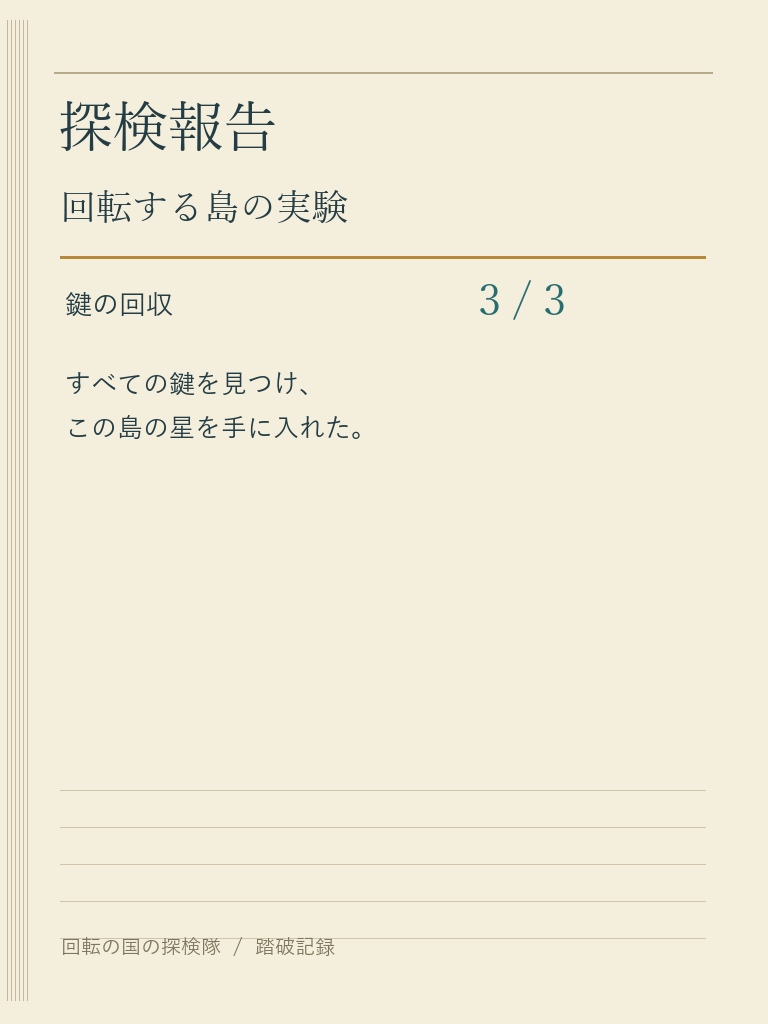 探検報告
回転する島の実験
鍵の回収 3 / 3
すべての鍵を見つけ、
この島の星を手に入れた。
回転の国の探検隊 / 踏破記録